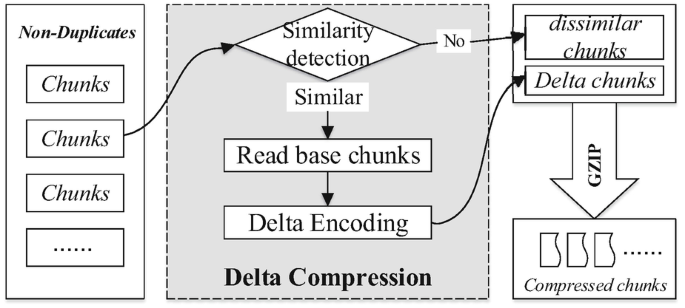 Non-Duplicates
Chunks
Chunks
Chunks
......
Similarity
detection
No
Similar
Read base chunks
Delta Encoding
Delta Compression
dissimilar
chunks
Delta chunks
GZIP
......
Compressed chunks